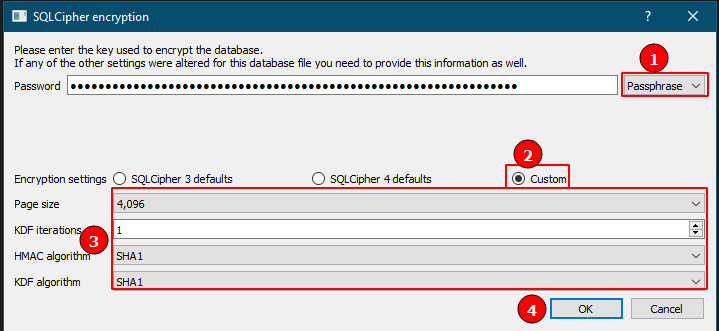 SQLCipher encryption
Please enter the key used to encrypt the database.
If any of the other settings were altered for this database file you need to provide this information as well.
1
Password ●●●●●●●●●●●●●●●●●●●●●●●●●●●●●●●●●●●●●●●●●●●●●●●●●●●●●●●●●●●●●●●● Passphrase
2
Encryption settings SQLCipher 3 defaults SQLCipher 4 defaults Custom
Page size 4,096
KDF iterations 1
3
HMAC algorithm SHA1
KDF algorithm SHA1
4 OK Cancel